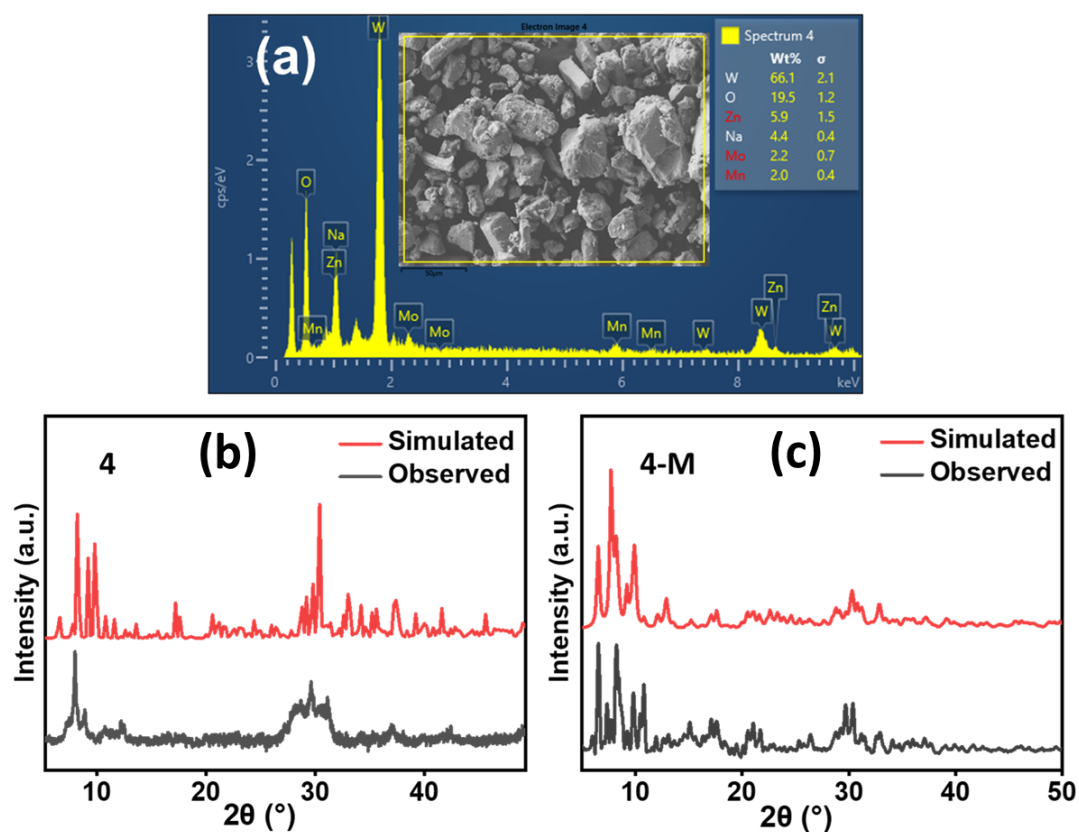 (a)
Electron Image 4
50µm
Spectrum 4
Wt% σ
W 66.1 2.1
O 19.5 1.2
Zn 5.9 1.5
Na 4.4 0.4
Mo 2.2 0.7
Mn 2.0 0.4
cps/eV
3
2
1
0
W
O
Na
Zn
Mn
Mo
Mo
Mn
Mn
W
W
Zn
Zn
W
0 2 4 6 8 keV
4 (b)
Simulated
Observed
Intensity (a.u.)
10 20 30 40
2θ (°)
4-M (c)
Simulated
Observed
Intensity (a.u.)
10 20 30 40 50
2θ (°)